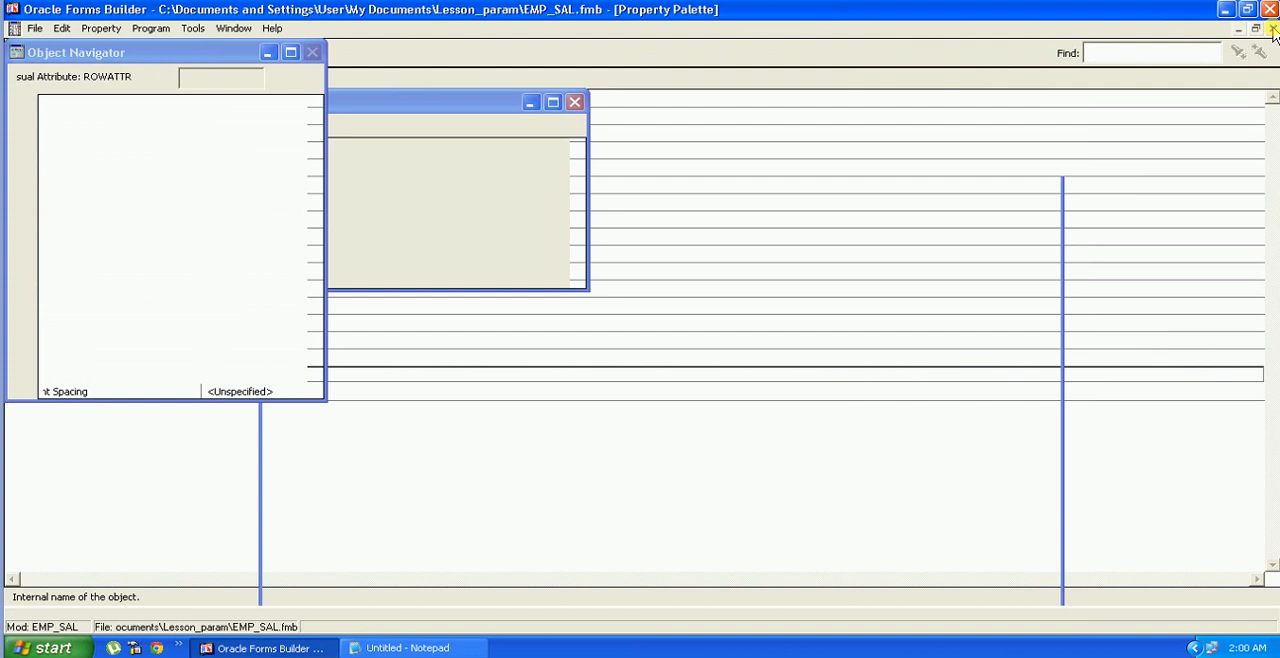 Oracle Forms Builder - C:\Documents and Settings\User\My Documents\Lesson_param\EMP_SAL.fmb - [Property Palette]
File Edit Property Program Tools Window Help
Object Navigator
Find:
sual Attribute: ROWATTR
nt Spacing <Unspecified>
Internal name of the object.
Mod: EMP_SAL File: ocuments\Lesson_param\EMP_SAL.fmb
start Oracle Forms Builder ... Untitled - Notepad 2:00 AM